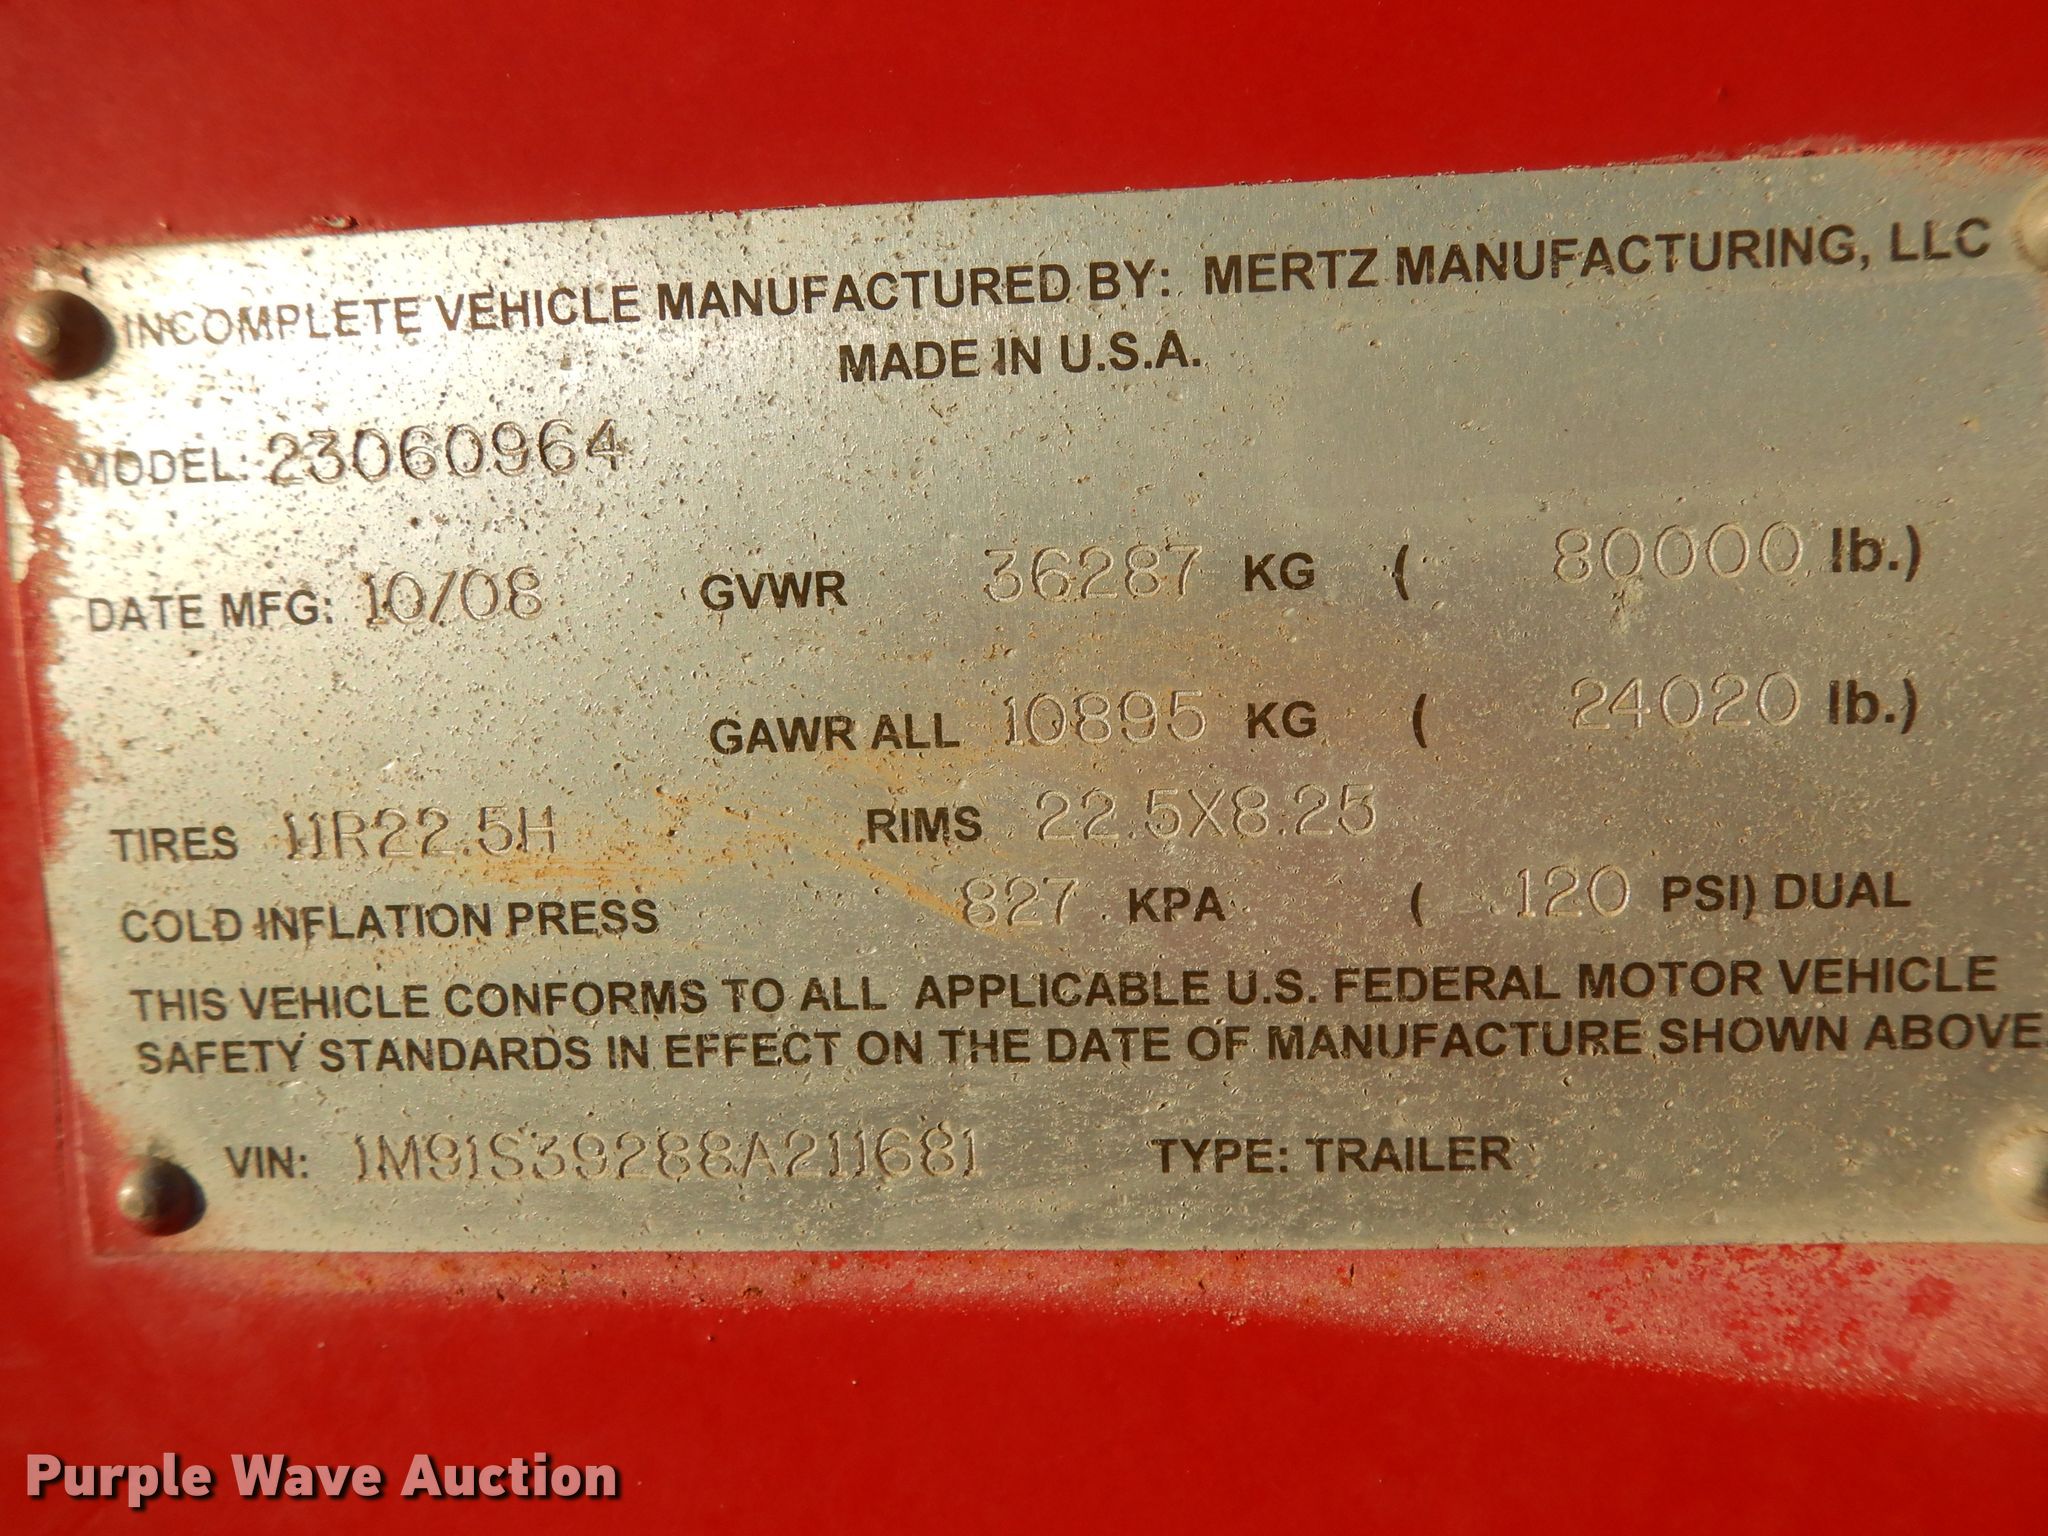 INCOMPLETE VEHICLE MANUFACTURED BY: MERTZ MANUFACTURING, LLC
MADE IN U.S.A.
MODEL: 23060964
DATE MFG: 10/08 GVWR 36287 KG ( 80000 lb.)
GAWR ALL 10895 KG ( 24020 lb.)
TIRES 11R22.5H RIMS 22.5X8.25
COLD INFLATION PRESS 827 KPA ( 120 PSI) DUAL
THIS VEHICLE CONFORMS TO ALL APPLICABLE U.S. FEDERAL MOTOR VEHICLE
SAFETY STANDARDS IN EFFECT ON THE DATE OF MANUFACTURE SHOWN ABOVE.
VIN: 1M91S39288A211681 TYPE: TRAILER
Purple Wave Auction